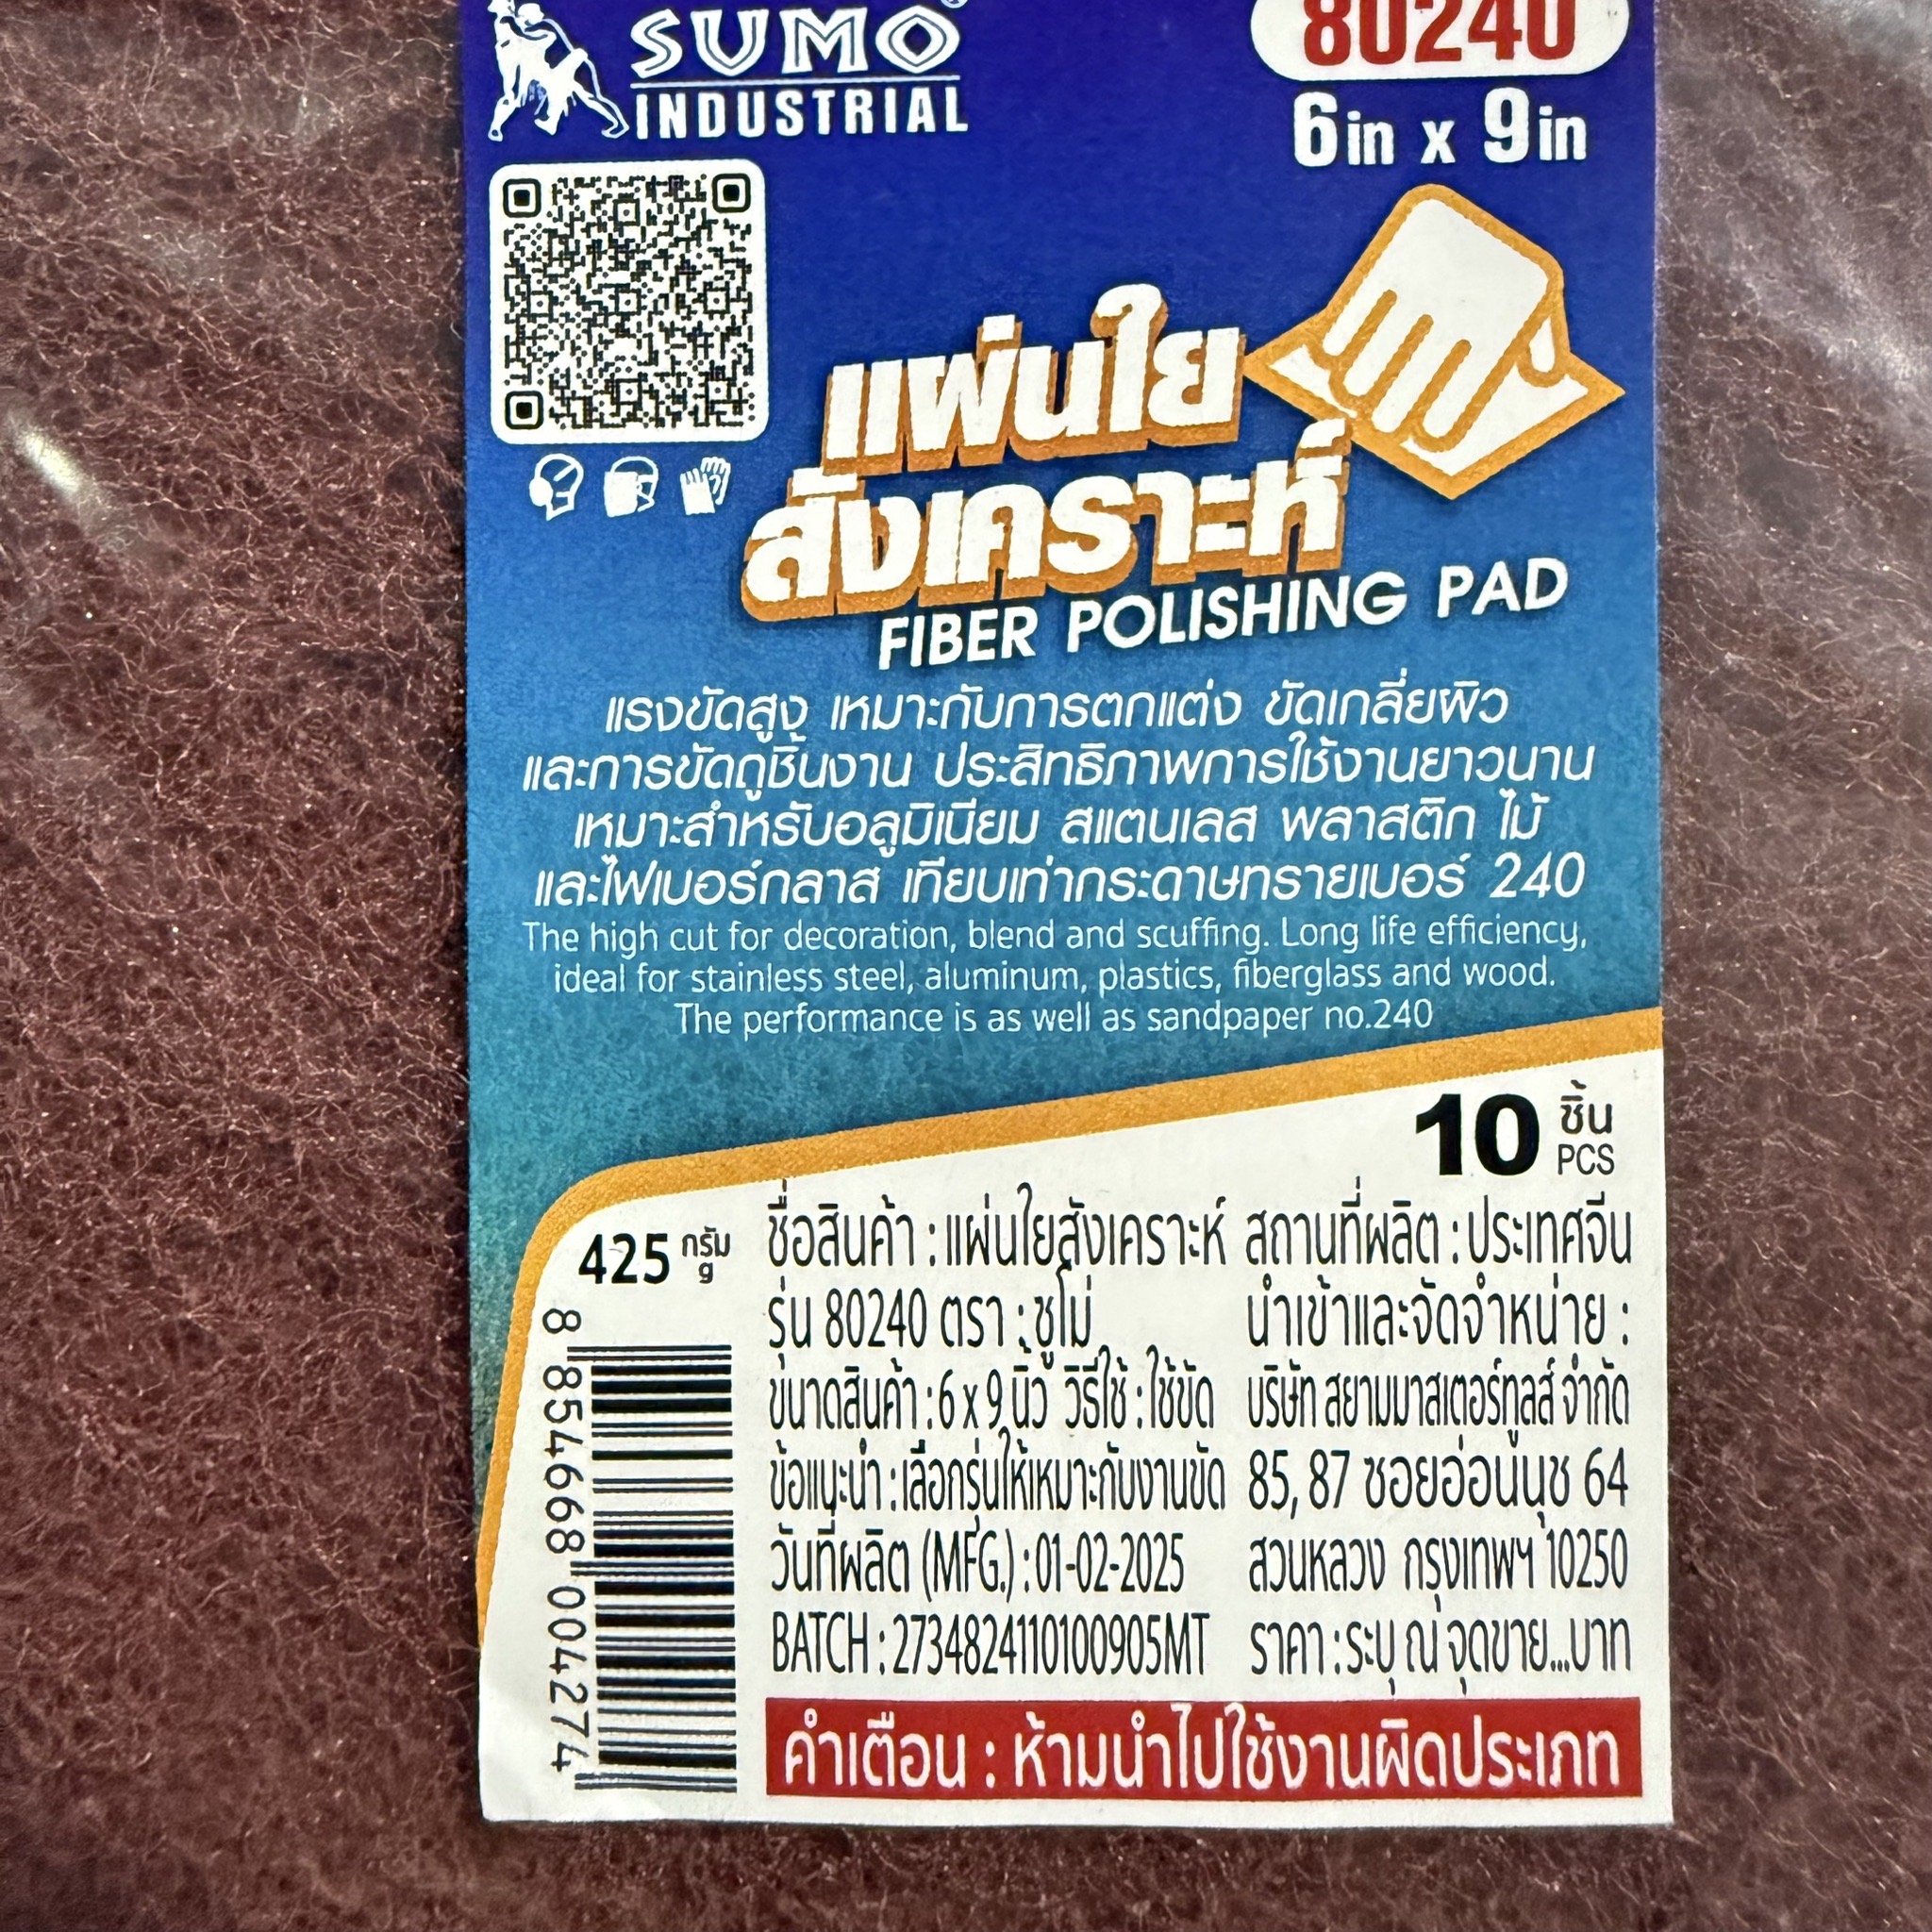 SUMO
INDUSTRIAL
80240
6in x 9in
แผ่นใย
สังเคราะห์
FIBER POLISHING PAD
แรงขัดสูง เหมาะกับการตกแต่ง ขัดเกลี่ยผิว
และการขัดถูชิ้นงาน ประสิทธิภาพการใช้งานยาวนาน
เหมาะสำหรับอลูมิเนียม สแตนเลส พลาสติก ไม้
และไฟเบอร์กลาส เทียบเท่ากระดาษทรายเบอร์ 240
The high cut for decoration, blend and scuffing. Long life efficiency,
ideal for stainless steel, aluminum, plastics, fiberglass and wood.
The performance is as well as sandpaper no.240
10 ชิ้น
PCS
425 กรัม
g
8 854668 004274
ชื่อสินค้า : แผ่นใยสังเคราะห์
รุ่น 80240 ตรา : ซูโม่
ขนาดสินค้า : 6 x 9 นิ้ว วิธีใช้ : ใช้ขัด
ข้อแนะนำ : เลือกรุ่นให้เหมาะกับงานขัด
วันที่ผลิต (MFG.) : 01-02-2025
BATCH : 2734824110100905MT
สถานที่ผลิต : ประเทศจีน
นำเข้าและจัดจำหน่าย :
บริษัท สยามมาสเตอร์ทูลส์ จำกัด
85, 87 ซอยอ่อนนุช 64
สวนหลวง กรุงเทพฯ 10250
ราคา : ระบุ ณ จุดขาย...บาท
คำเตือน : ห้ามนำไปใช้งานผิดประเภท